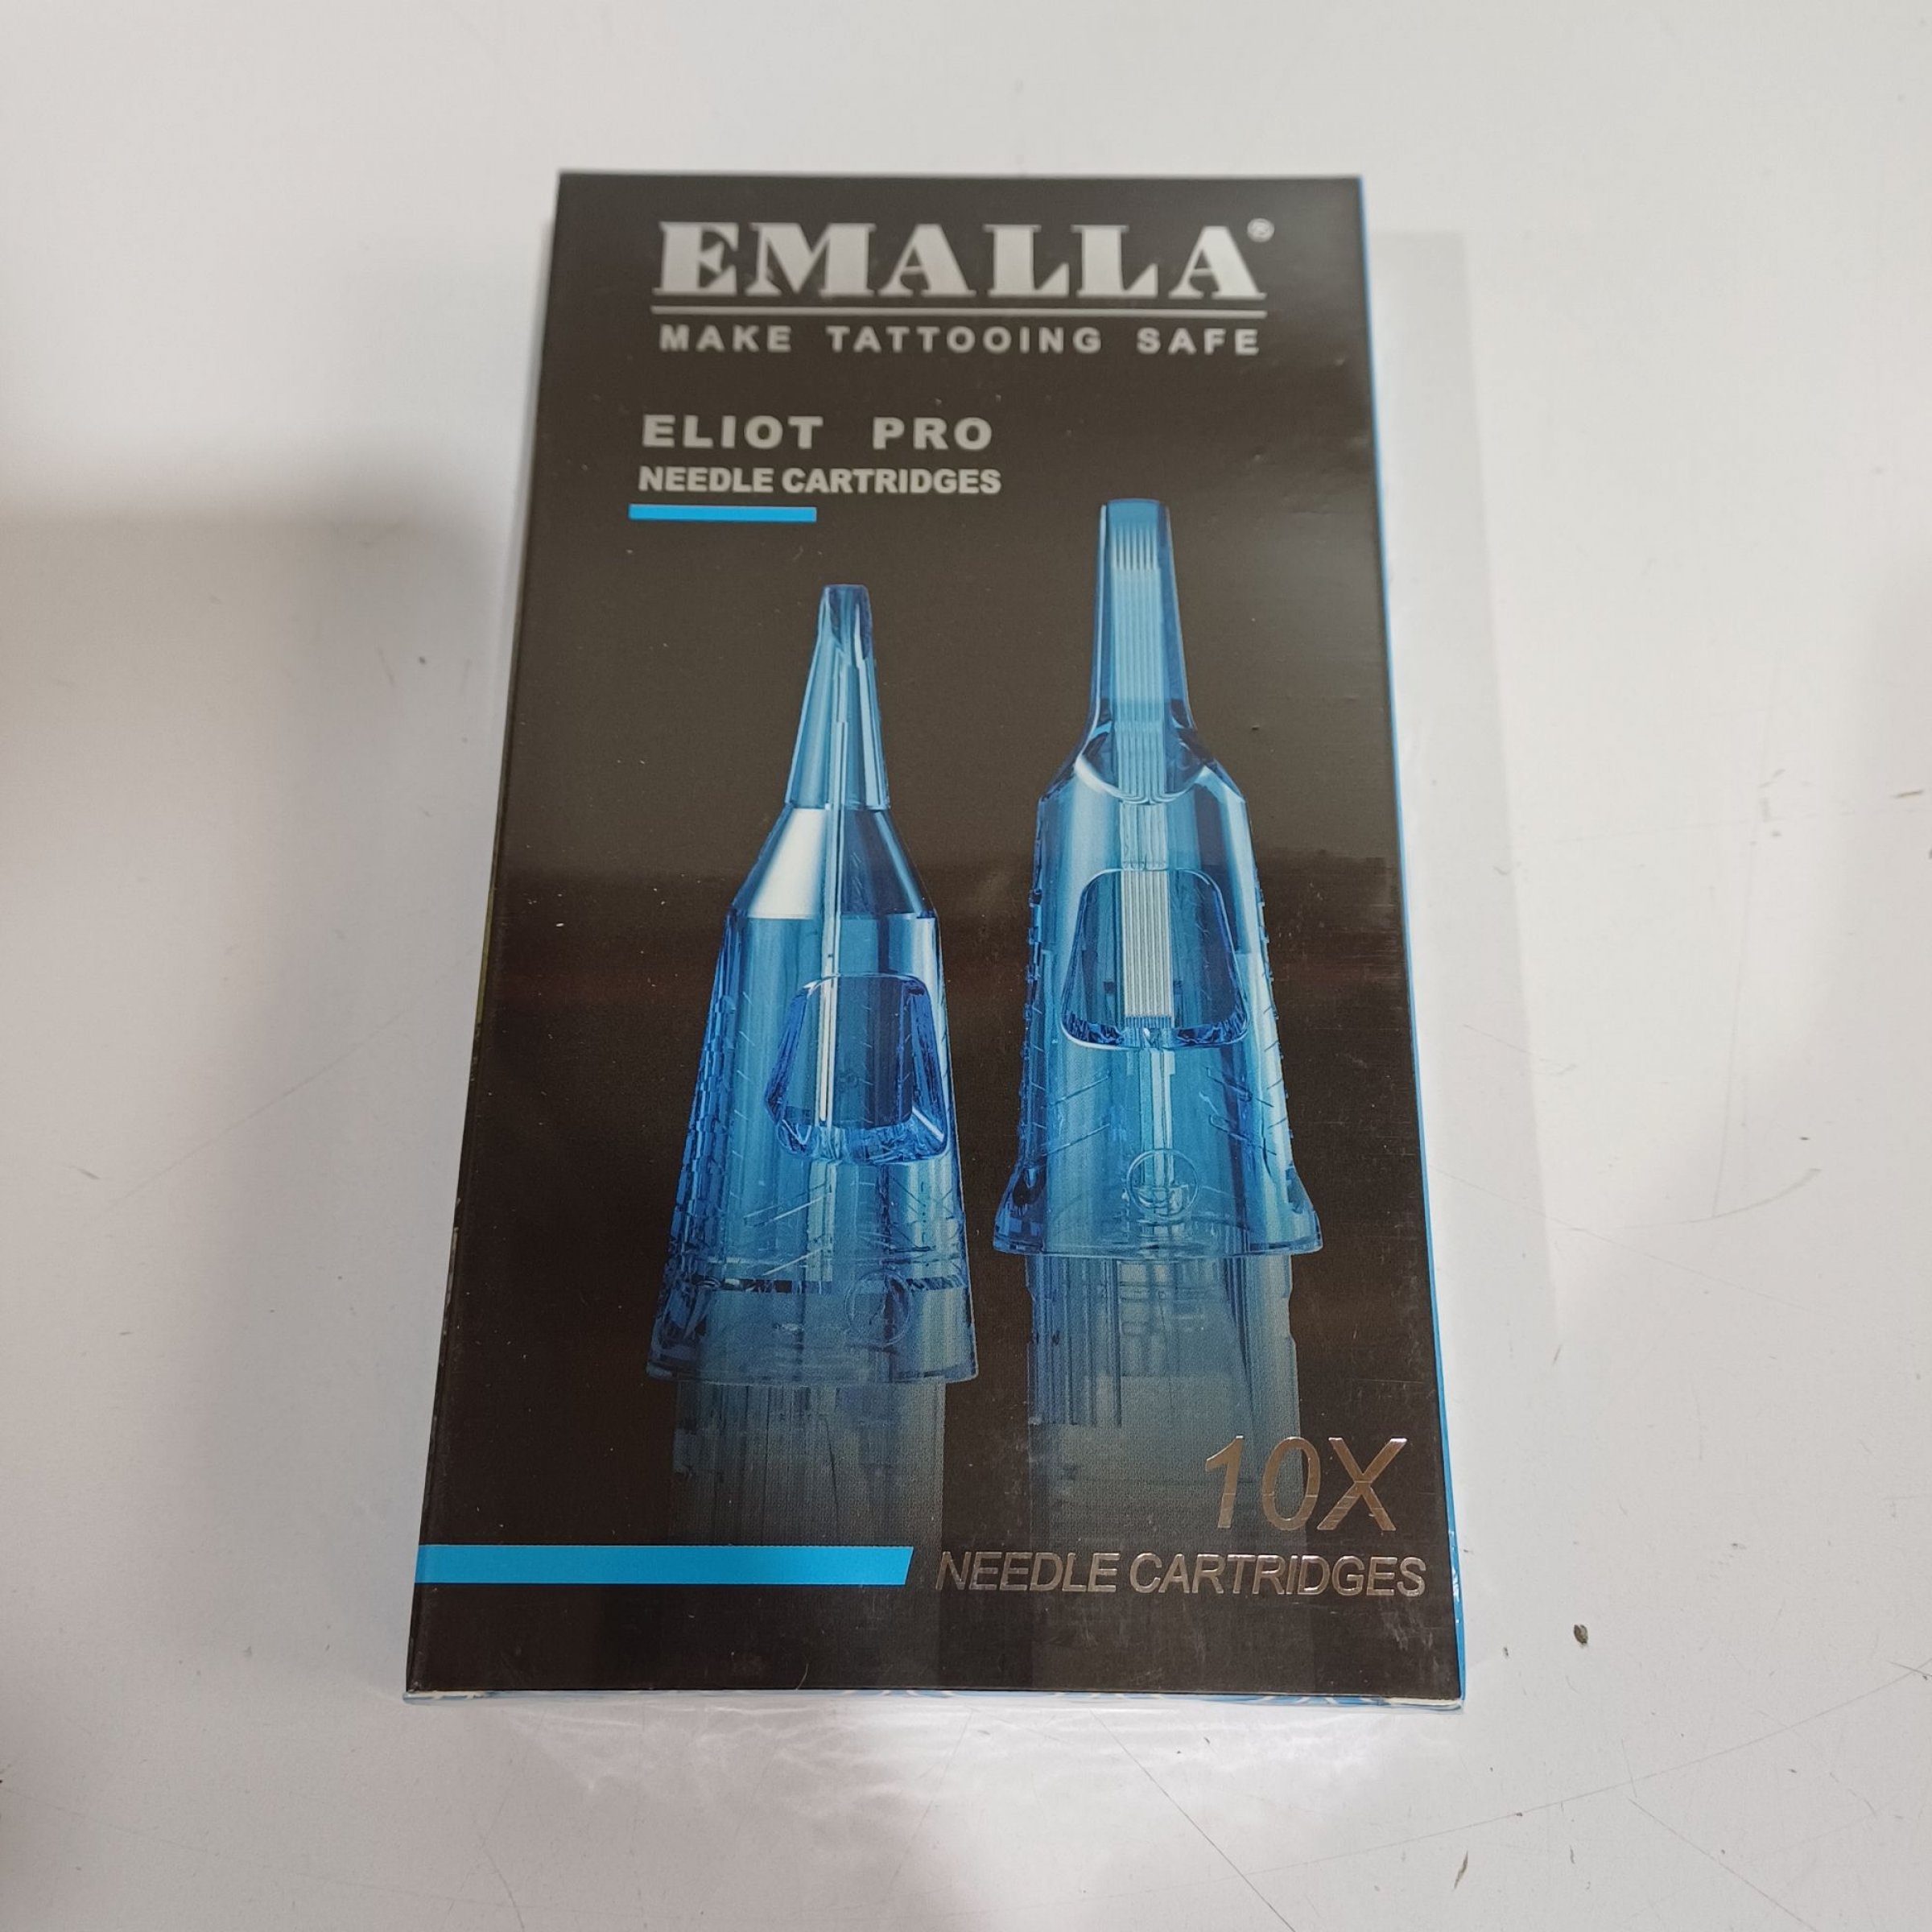 EMALLA®
MAKE TATTOOING SAFE
ELIOT PRO
NEEDLE CARTRIDGES
10X
NEEDLE CARTRIDGES